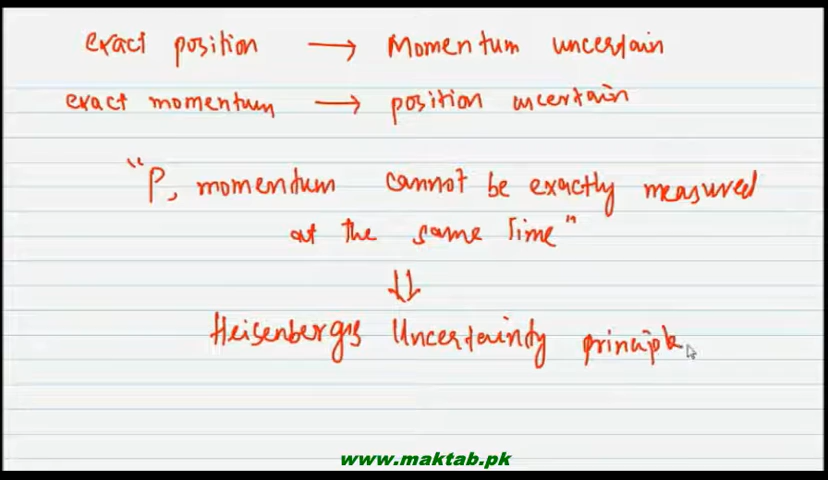 exact position → Momentum uncertain
exact momentum → position uncertain
"P, momentum cannot be exactly measured
at the same Time"
⇓
Heisenbergs Uncertainity principle
www.maktab.pk